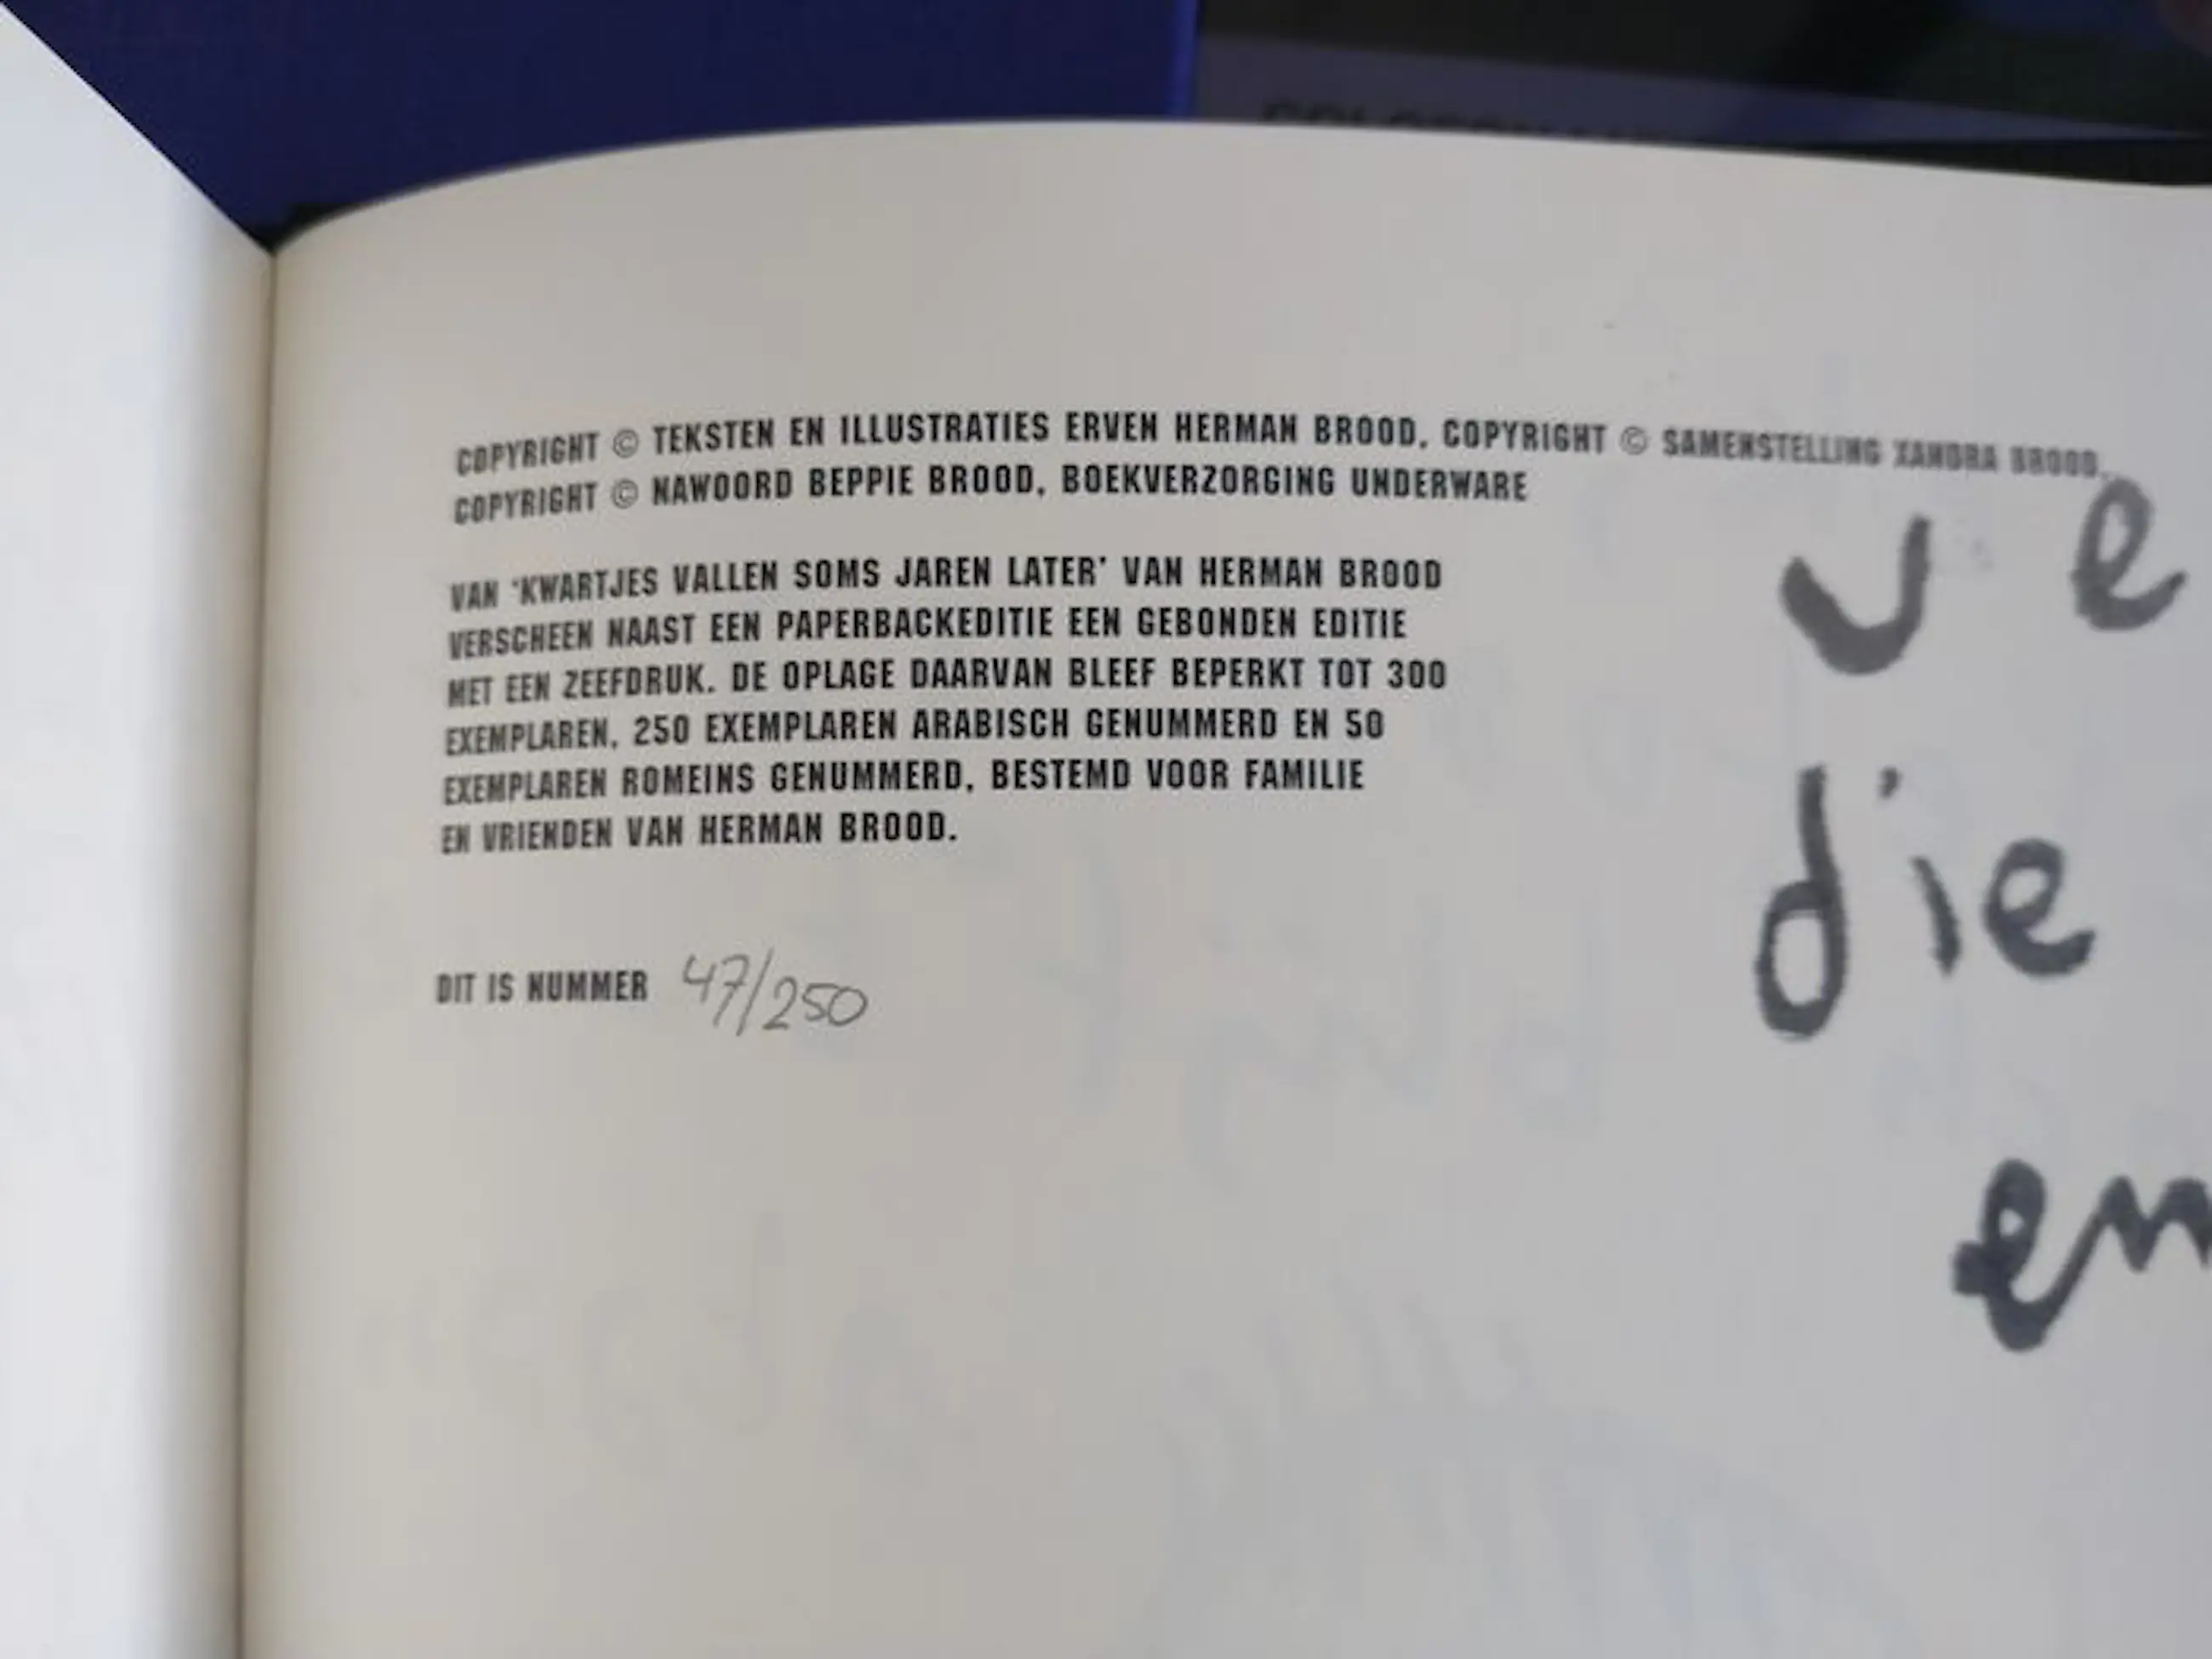 COPYRIGHT © TEKSTEN EN ILLUSTRATIES ERVEN HERMAN BROOD, COPYRIGHT © SAMENSTELLING XANDRA BROOD,
COPYRIGHT © NAWOORD BEPPIE BROOD, BOEKVERZORGING UNDERWARE
VAN 'KWARTJES VALLEN SOMS JAREN LATER' VAN HERMAN BROOD
VERSCHEEN NAAST EEN PAPERBACKEDITIE EEN GEBONDEN EDITIE
MET EEN ZEEFDRUK. DE OPLAGE DAARVAN BLEEF BEPERKT TOT 300
EXEMPLAREN, 250 EXEMPLAREN ARABISCH GENUMMERD EN 50
EXEMPLAREN ROMEINS GENUMMERD, BESTEMD VOOR FAMILIE
EN VRIENDEN VAN HERMAN BROOD.
DIT IS NUMMER 47/250
ve
die
en